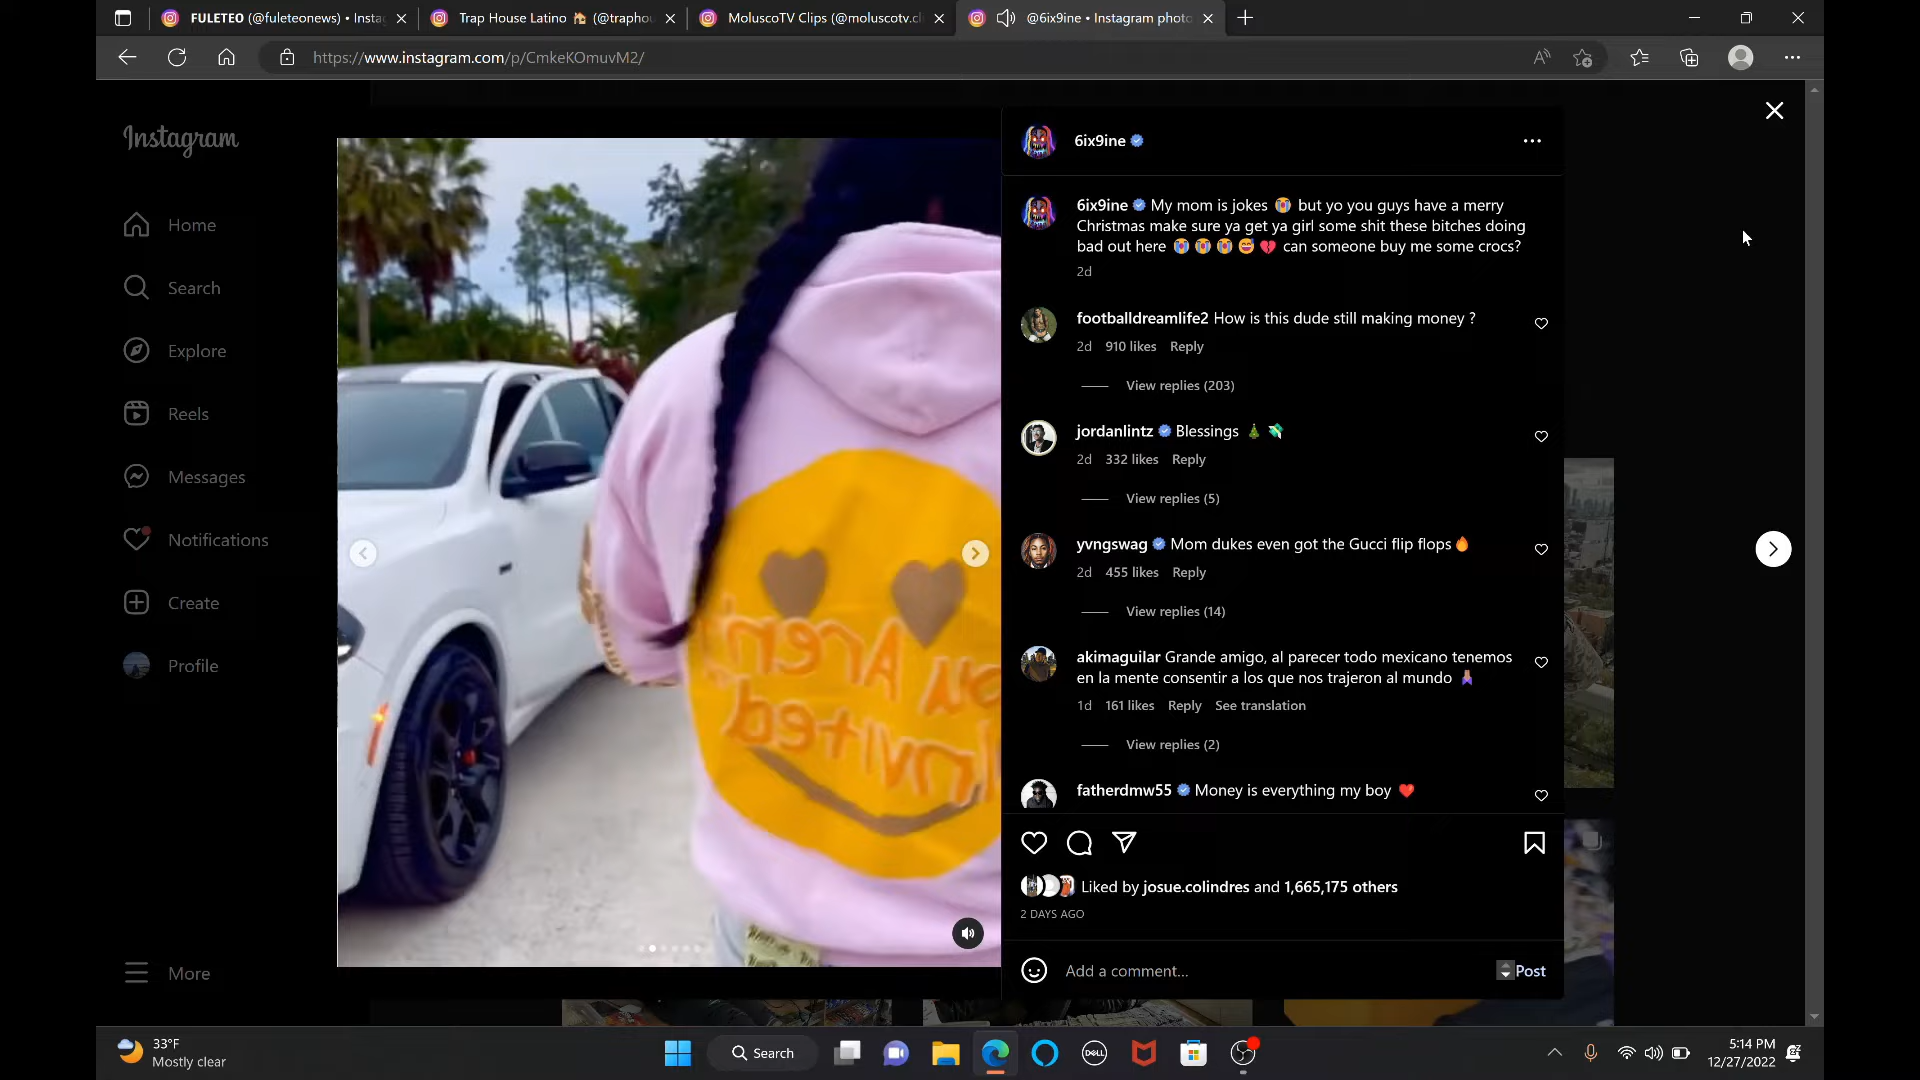 FULETEO (@fuleteonews) • Insta
Trap House Latino 🏠 (@traphou
MoluscoTV Clips (@moluscotv.cl
@6ix9ine • Instagram photo
https://www.instagram.com/p/CmkeKOmuvM2/
Instagram
Home
Search
Explore
Reels
Messages
Notifications
Create
Profile
More
You Aren't
Invited
6ix9ine
6ix9ine My mom is jokes 😭 but yo you guys have a merry
Christmas make sure ya get ya girl some shit these bitches doing
bad out here 😭😭😭😅💔 can someone buy me some crocs?
2d
footballdreamlife2 How is this dude still making money ?
2d 910 likes Reply
View replies (203)
jordanlintz Blessings 🎄 💸
2d 332 likes Reply
View replies (5)
yvngswag Mom dukes even got the Gucci flip flops🔥
2d 455 likes Reply
View replies (14)
akimaguilar Grande amigo, al parecer todo mexicano tenemos
en la mente consentir a los que nos trajeron al mundo
1d 161 likes Reply See translation
View replies (2)
fatherdmw55 Money is everything my boy ❤️
Liked by josue.colindres and 1,665,175 others
2 DAYS AGO
Add a comment...
Post
33°F
Mostly clear
Search
DELL
5:14 PM
12/27/2022